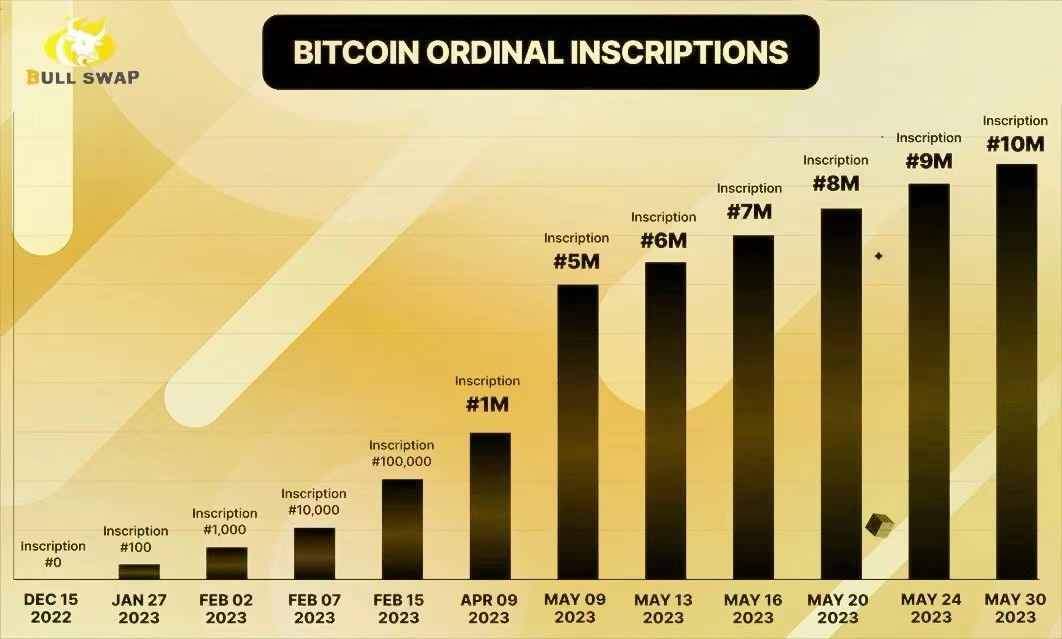 BULL SWAP
BITCOIN ORDINAL INSCRIPTIONS
Inscription
#0
Inscription
#100
Inscription
#1,000
Inscription
#10,000
Inscription
#100,000
Inscription
#1M
Inscription
#5M
Inscription
#6M
Inscription
#7M
Inscription
#8M
Inscription
#9M
Inscription
#10M
DEC 15
2022
JAN 27
2023
FEB 02
2023
FEB 07
2023
FEB 15
2023
APR 09
2023
MAY 09
2023
MAY 13
2023
MAY 16
2023
MAY 20
2023
MAY 24
2023
MAY 30
2023